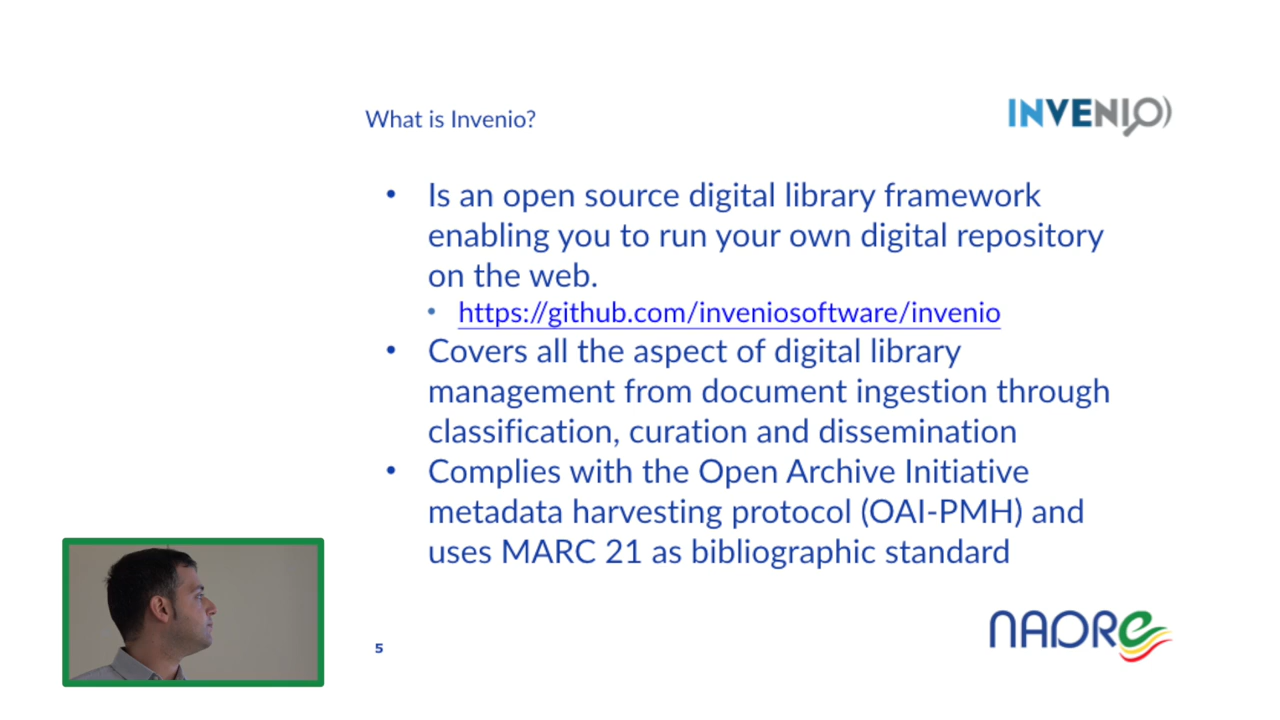 What is Invenio?
INVENIO
• Is an open source digital library framework
enabling you to run your own digital repository
on the web.
• https://github.com/inveniosoftware/invenio
• Covers all the aspect of digital library
management from document ingestion through
classification, curation and dissemination
• Complies with the Open Archive Initiative
metadata harvesting protocol (OAI-PMH) and
uses MARC 21 as bibliographic standard
NADRe
5